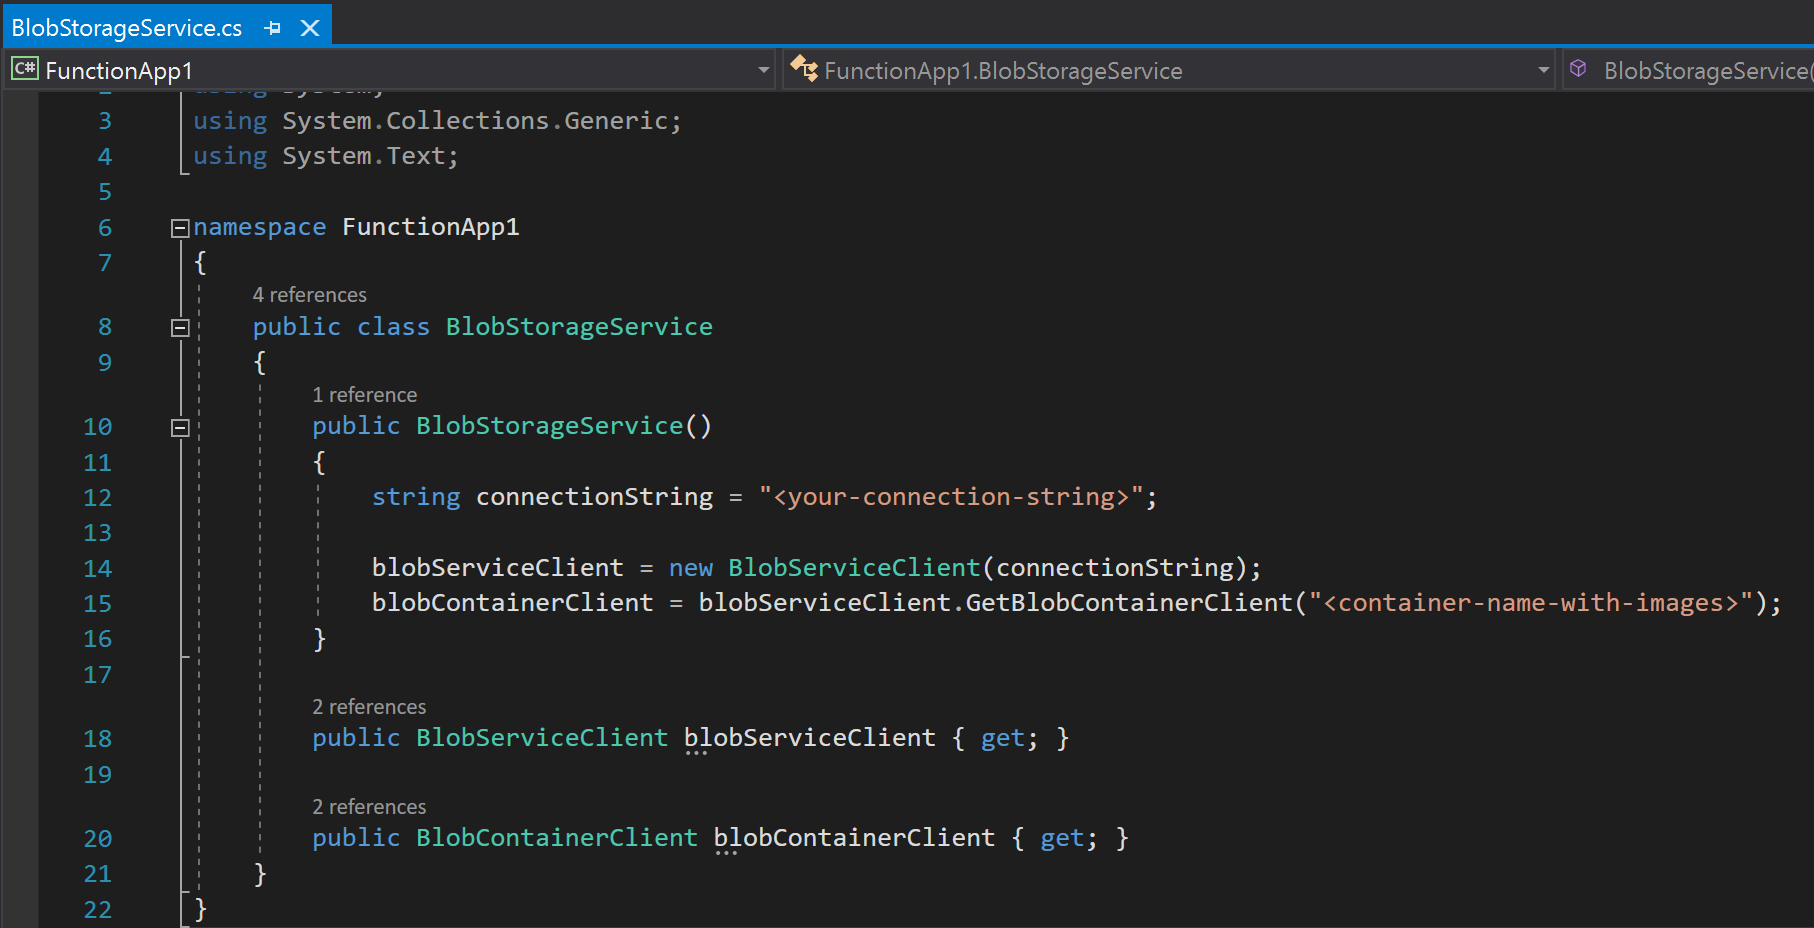 BlobStorageService.cs
C# FunctionApp1 FunctionApp1.BlobStorageService BlobStorageService(
3 using System.Collections.Generic;
4 using System.Text;
5
6 namespace FunctionApp1
7 {
4 references
8 public class BlobStorageService
9 {
1 reference
10 public BlobStorageService()
11 {
12 string connectionString = "<your-connection-string>";
13
14 blobServiceClient = new BlobServiceClient(connectionString);
15 blobContainerClient = blobServiceClient.GetBlobContainerClient("<container-name-with-images>");
16 }
17
2 references
18 public BlobServiceClient blobServiceClient { get; }
19
2 references
20 public BlobContainerClient blobContainerClient { get; }
21 }
22 }